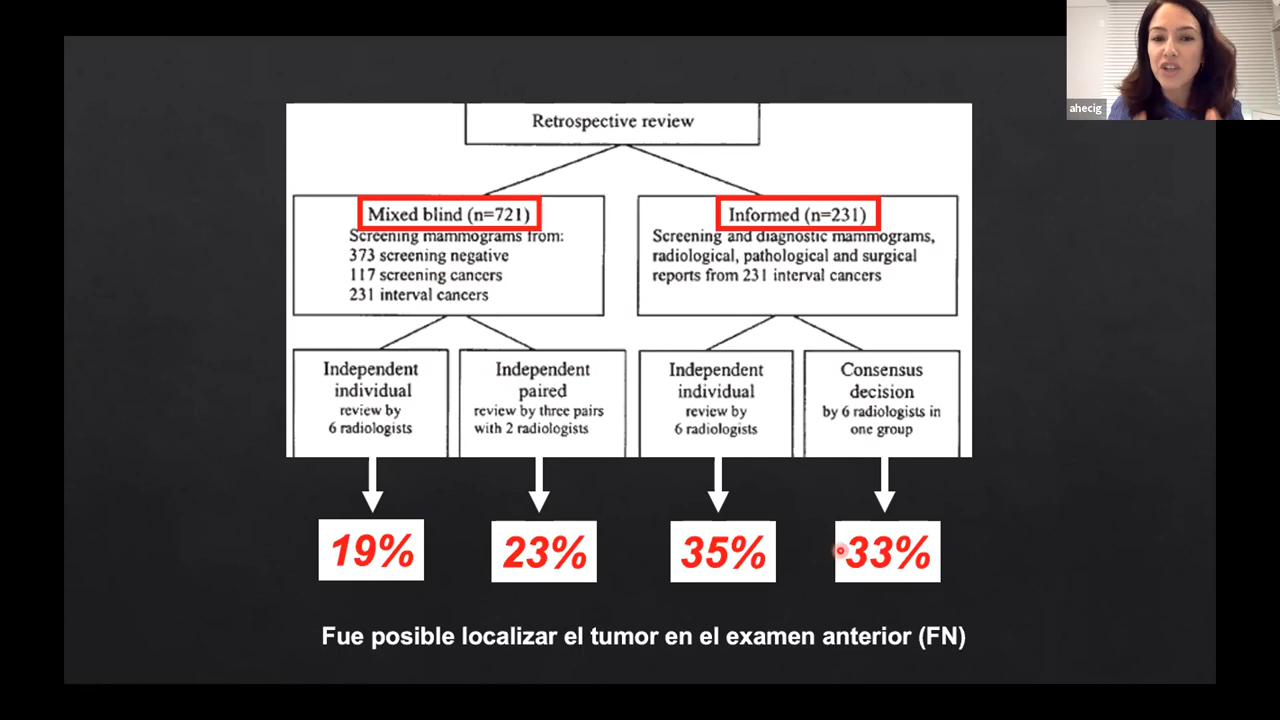 ahecig
Retrospective review
Mixed blind (n=721)
Screening mammograms from:
373 screening negative
117 screening cancers
231 interval cancers
Informed (n=231)
Screening and diagnostic mammograms,
radiological, pathological and surgical
reports from 231 interval cancers
Independent
individual
review by
6 radiologists
Independent
paired
review by three pairs
with 2 radiologists
Independent
individual
review by
6 radiologists
Consensus
decision
by 6 radiologists in
one group
19%
23%
35%
33%
Fue posible localizar el tumor en el examen anterior (FN)